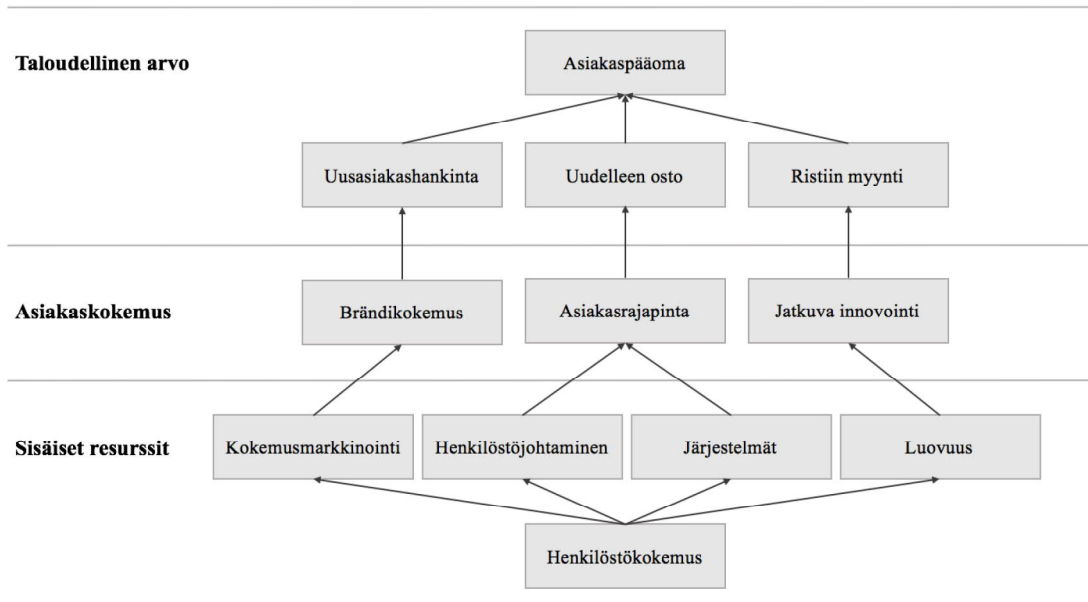 Taloudellinen arvo
Asiakaspääoma
Uusasiakashankinta
Uudelleen osto
Ristiin myynti
Asiakaskokemus
Brändikokemus
Asiakasrajapinta
Jatkuva innovointi
Sisäiset resurssit
Kokemusmarkkinointi
Henkilöstöjohtaminen
Järjestelmät
Luovuus
Henkilöstökokemus